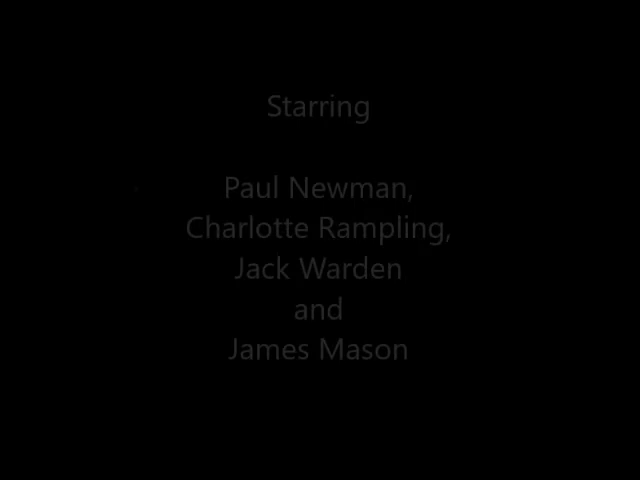 Starring
Paul Newman,
Charlotte Rampling,
Jack Warden
and
James Mason